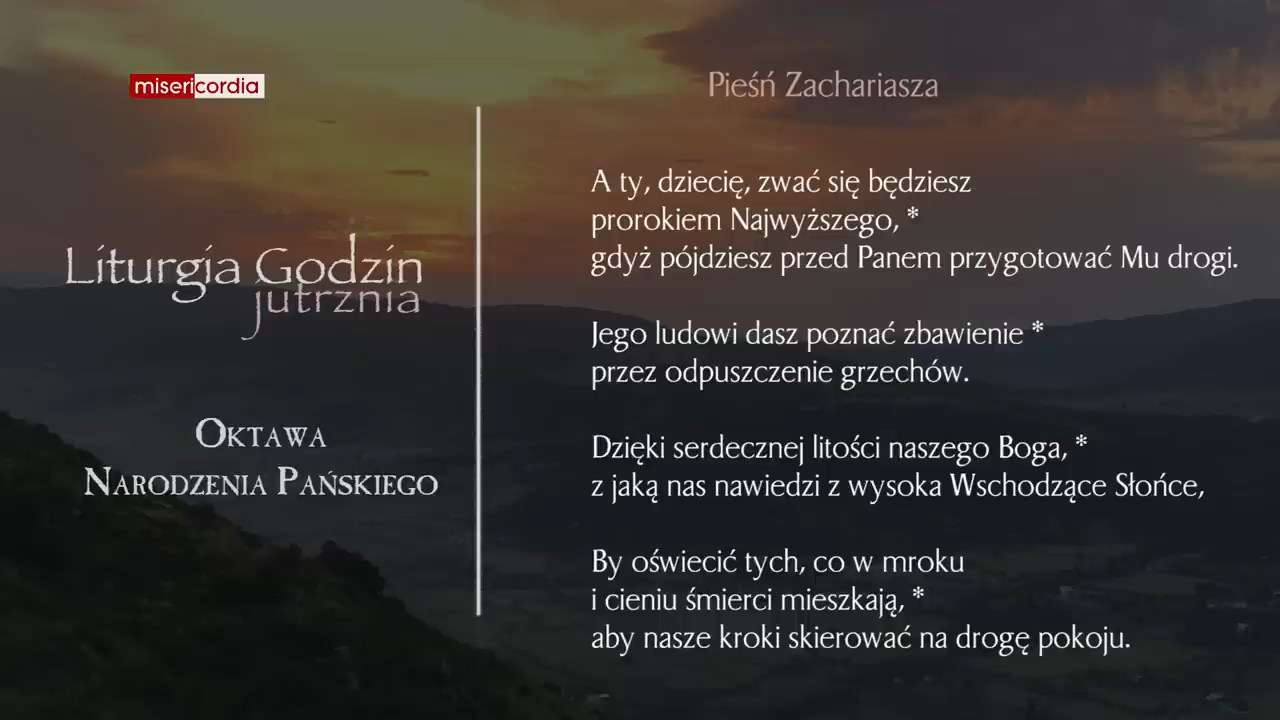 misericordia
Liturgia Godzin
jutrznia
Oktawa
Narodzenia Pańskiego
Pieśń Zachariasza
A ty, dziecię, zwać się będziesz
prorokiem Najwyższego, *
gdyż pójdziesz przed Panem przygotować Mu drogi.
Jego ludowi dasz poznać zbawienie *
przez odpuszczenie grzechów.
Dzięki serdecznej litości naszego Boga, *
z jaką nas nawiedzi z wysoka Wschodzące Słońce,
By oświecić tych, co w mroku
i cieniu śmierci mieszkają, *
aby nasze kroki skierować na drogę pokoju.